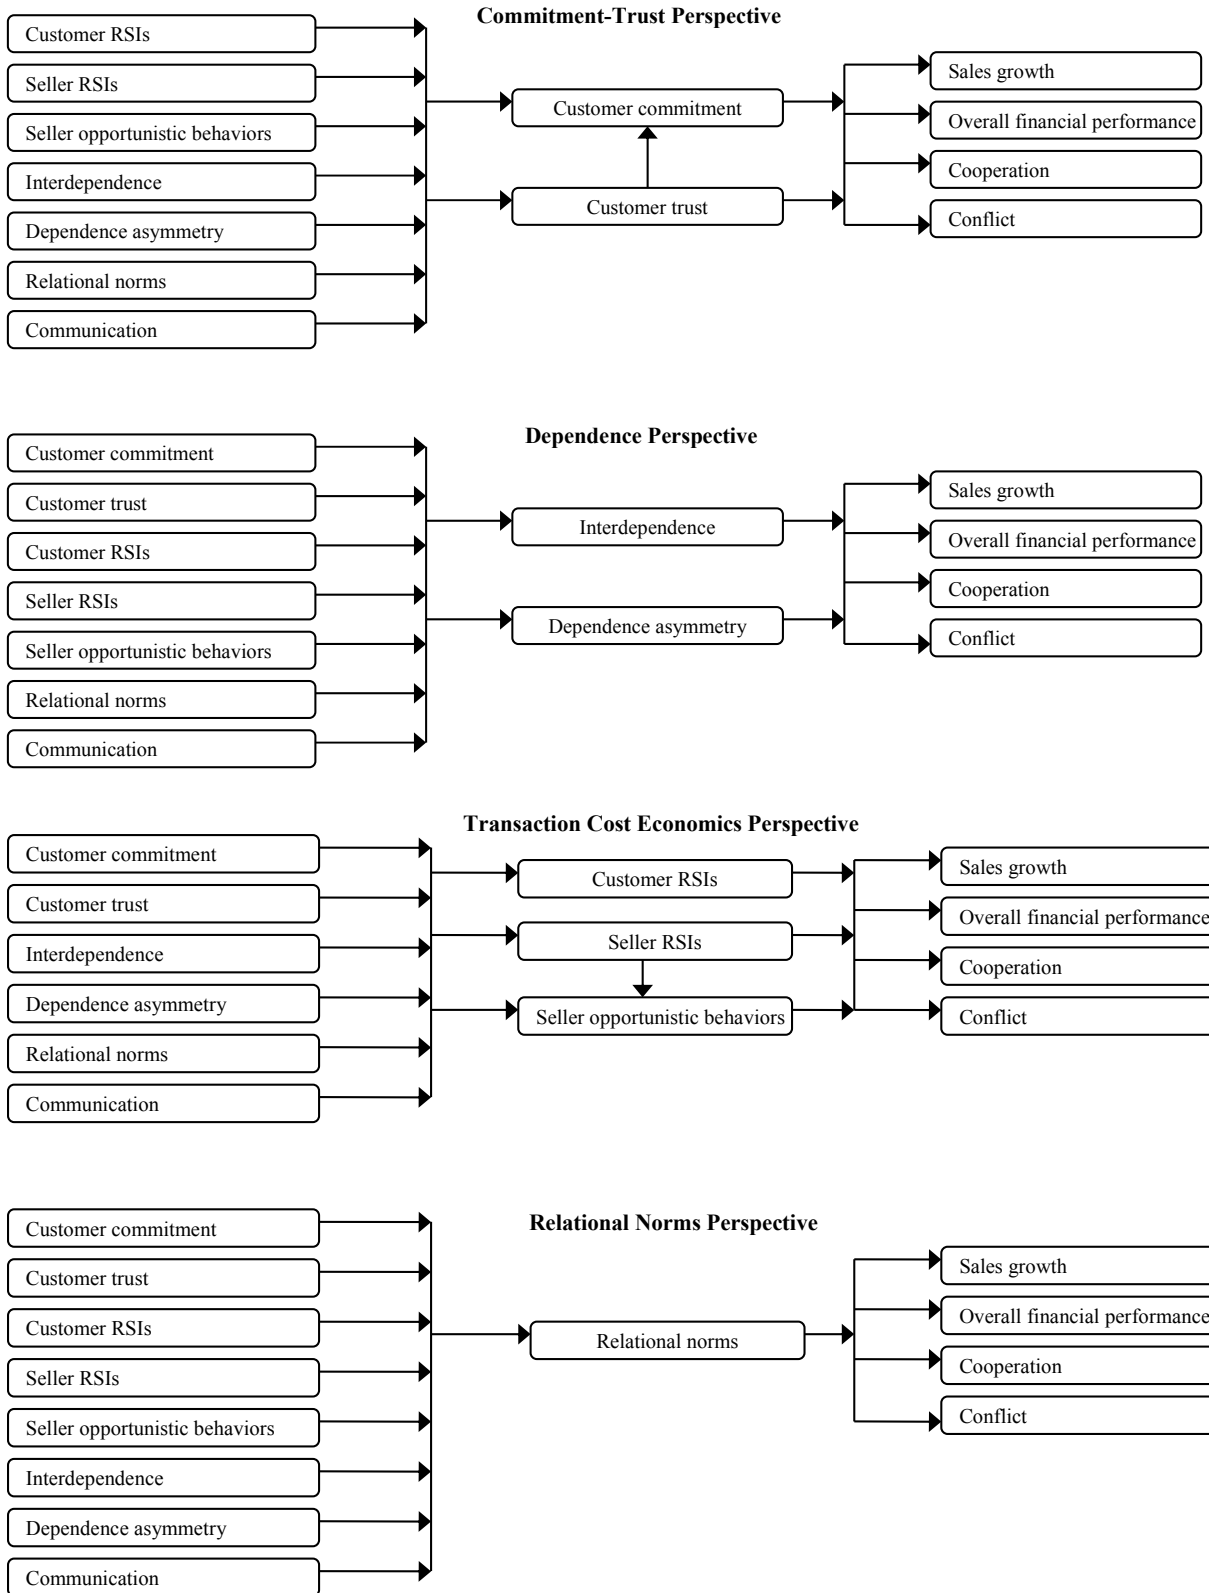 Commitment-Trust Perspective
Customer RSIs
Seller RSIs
Seller opportunistic behaviors
Interdependence
Dependence asymmetry
Relational norms
Communication
Customer commitment
Customer trust
Sales growth
Overall financial performance
Cooperation
Conflict
Dependence Perspective
Customer commitment
Customer trust
Customer RSIs
Seller RSIs
Seller opportunistic behaviors
Relational norms
Communication
Interdependence
Dependence asymmetry
Sales growth
Overall financial performance
Cooperation
Conflict
Transaction Cost Economics Perspective
Customer commitment
Customer trust
Interdependence
Dependence asymmetry
Relational norms
Communication
Customer RSIs
Seller RSIs
Seller opportunistic behaviors
Sales growth
Overall financial performance
Cooperation
Conflict
Relational Norms Perspective
Customer commitment
Customer trust
Customer RSIs
Seller RSIs
Seller opportunistic behaviors
Interdependence
Dependence asymmetry
Communication
Relational norms
Sales growth
Overall financial performance
Cooperation
Conflict